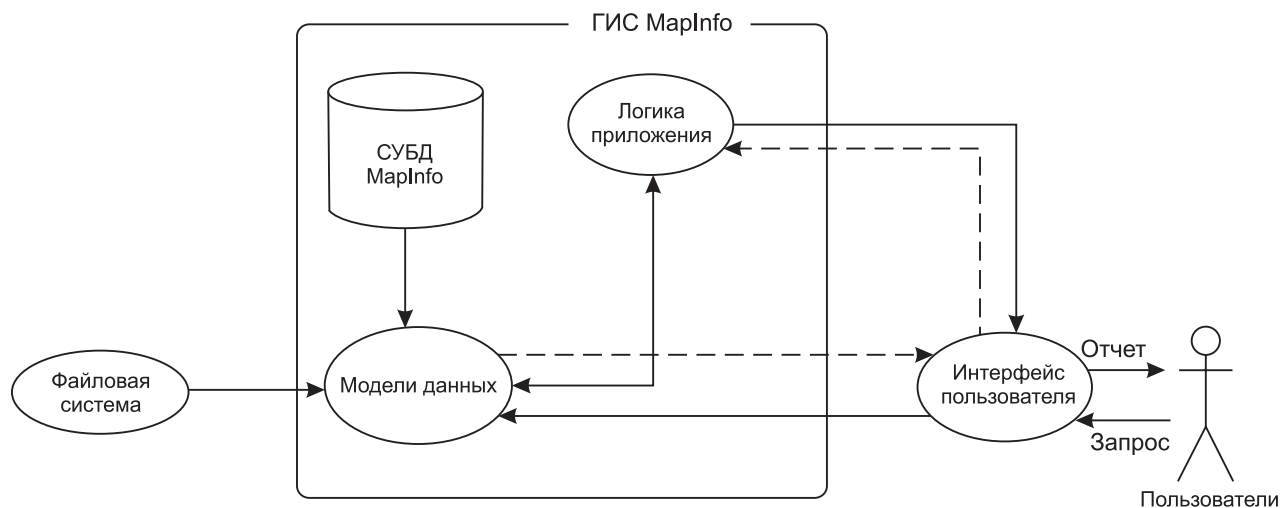 ГИС MapInfo
СУБД
MapInfo
Логика
приложения
Файловая
система
Модели данных
Интерфейс
пользователя
Отчет
Запрос
Пользователи